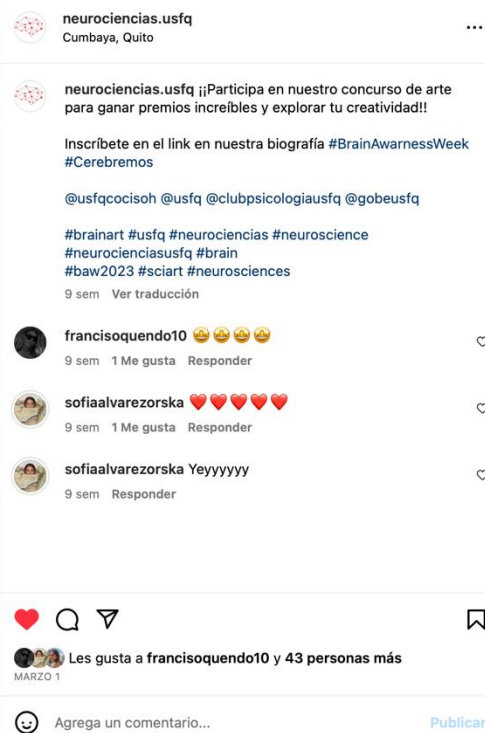 neurociencias.usfq
Cumbaya, Quito
neurociencias.usfq ¡¡Participa en nuestro concurso de arte
para ganar premios increíbles y explorar tu creatividad!!
Inscríbete en el link en nuestra biografía #BrainAwarnessWeek
#Cerebremos
@usfqcocisoh @usfq @clubpsicologiausfq @gobeusfq
#brainart #usfq #neurociencias #neuroscience
#neurocienciasusfq #brain
#baw2023 #sciart #neurosciences
9 sem Ver traducción
francisoquendo10 🤩🤩🤩🤩
9 sem 1 Me gusta Responder
sofiaalvarezorska ❤️❤️❤️❤️❤️
9 sem 1 Me gusta Responder
sofiaalvarezorska Yeyyyyyy
9 sem Responder
Les gusta a francisoquendo10 y 43 personas más
MARZO 1
Agrega un comentario... Publicar